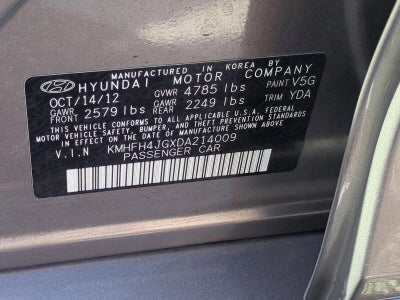 MANUFACTURED IN KOREA BY
HYUNDAI MOTOR COMPANY
OCT/14/12 GVWR 4785 lbs PAINT V5G
GAWR FRONT 2579 lbs GAWR REAR 2249 lbs TRIM YDA
THIS VEHICLE CONFORMS TO ALL APPLICABLE U.S.A. FEDERAL
MOTOR VEHICLE SAFETY, BUMPER, AND THEFT PREVENTION STANDARDS
IN EFFECT ON THE DATE OF MANUFACTURE SHOWN ABOVE.
V.I.N KMHFH4JGXDA214009
PASSENGER CAR